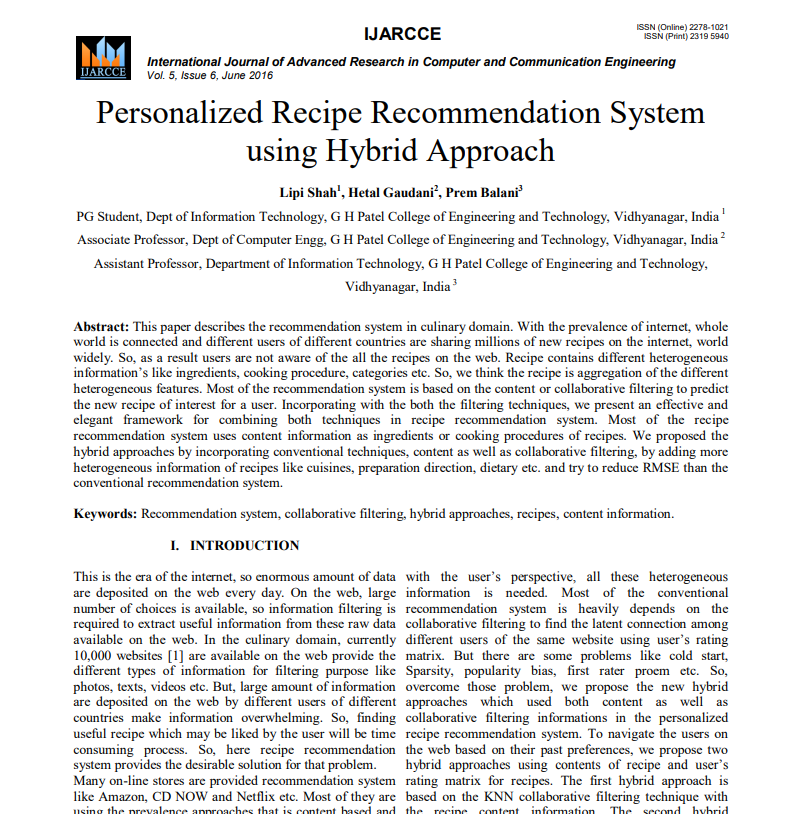 IJARCCE
ISSN (Online) 2278-1021
ISSN (Print) 2319 5940
IJARCCE
International Journal of Advanced Research in Computer and Communication Engineering
Vol. 5, Issue 6, June 2016
Personalized Recipe Recommendation System
using Hybrid Approach
Lipi Shah1, Hetal Gaudani2, Prem Balani3
PG Student, Dept of Information Technology, G H Patel College of Engineering and Technology, Vidhyanagar, India 1
Associate Professor, Dept of Computer Engg, G H Patel College of Engineering and Technology, Vidhyanagar, India 2
Assistant Professor, Department of Information Technology, G H Patel College of Engineering and Technology,
Vidhyanagar, India 3
Abstract: This paper describes the recommendation system in culinary domain. With the prevalence of internet, whole
world is connected and different users of different countries are sharing millions of new recipes on the internet, world
widely. So, as a result users are not aware of the all the recipes on the web. Recipe contains different heterogeneous
information's like ingredients, cooking procedure, categories etc. So, we think the recipe is aggregation of the different
heterogeneous features. Most of the recommendation system is based on the content or collaborative filtering to predict
the new recipe of interest for a user. Incorporating with the both the filtering techniques, we present an effective and
elegant framework for combining both techniques in recipe recommendation system. Most of the recipe
recommendation system uses content information as ingredients or cooking procedures of recipes. We proposed the
hybrid approaches by incorporating conventional techniques, content as well as collaborative filtering, by adding more
heterogeneous information of recipes like cuisines, preparation direction, dietary etc. and try to reduce RMSE than the
conventional recommendation system.
Keywords: Recommendation system, collaborative filtering, hybrid approaches, recipes, content information.
I. INTRODUCTION
This is the era of the internet, so enormous amount of data
are deposited on the web every day. On the web, large
number of choices is available, so information filtering is
required to extract useful information from these raw data
available on the web. In the culinary domain, currently
10,000 websites [1] are available on the web provide the
different types of information for filtering purpose like
photos, texts, videos etc. But, large amount of information
are deposited on the web by different users of different
countries make information overwhelming. So, finding
useful recipe which may be liked by the user will be time
consuming process. So, here recipe recommendation
system provides the desirable solution for that problem.
Many on-line stores are provided recommendation system
like Amazon, CD NOW and Netflix etc. Most of they are
using the prevalence approaches that is content based and
with the user's perspective, all these heterogeneous
information is needed. Most of the conventional
recommendation system is heavily depends on the
collaborative filtering to find the latent connection among
different users of the same website using user's rating
matrix. But there are some problems like cold start,
Sparsity, popularity bias, first rater proem etc. So,
overcome those problem, we propose the new hybrid
approaches which used both content as well as
collaborative filtering informations in the personalized
recipe recommendation system. To navigate the users on
the web based on their past preferences, we propose two
hybrid approaches using contents of recipe and user's
rating matrix for recipes. The first hybrid approach is
based on the KNN collaborative filtering technique with
the recipe content information. The second hybrid